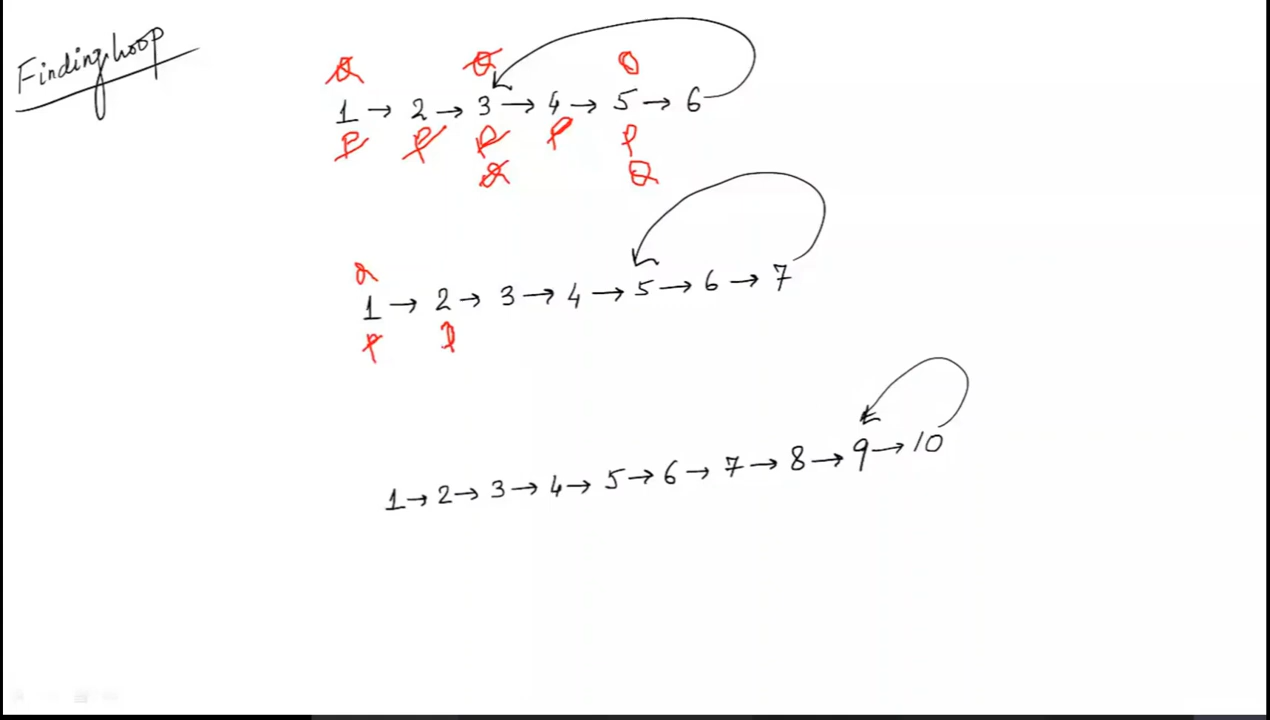 Finding Loop
Q Q Q
1 → 2 → 3 → 4 → 5 → 6
P P P P P
Q Q
Q
1 → 2 → 3 → 4 → 5 → 6 → 7
P P
1 → 2 → 3 → 4 → 5 → 6 → 7 → 8 → 9 → 10